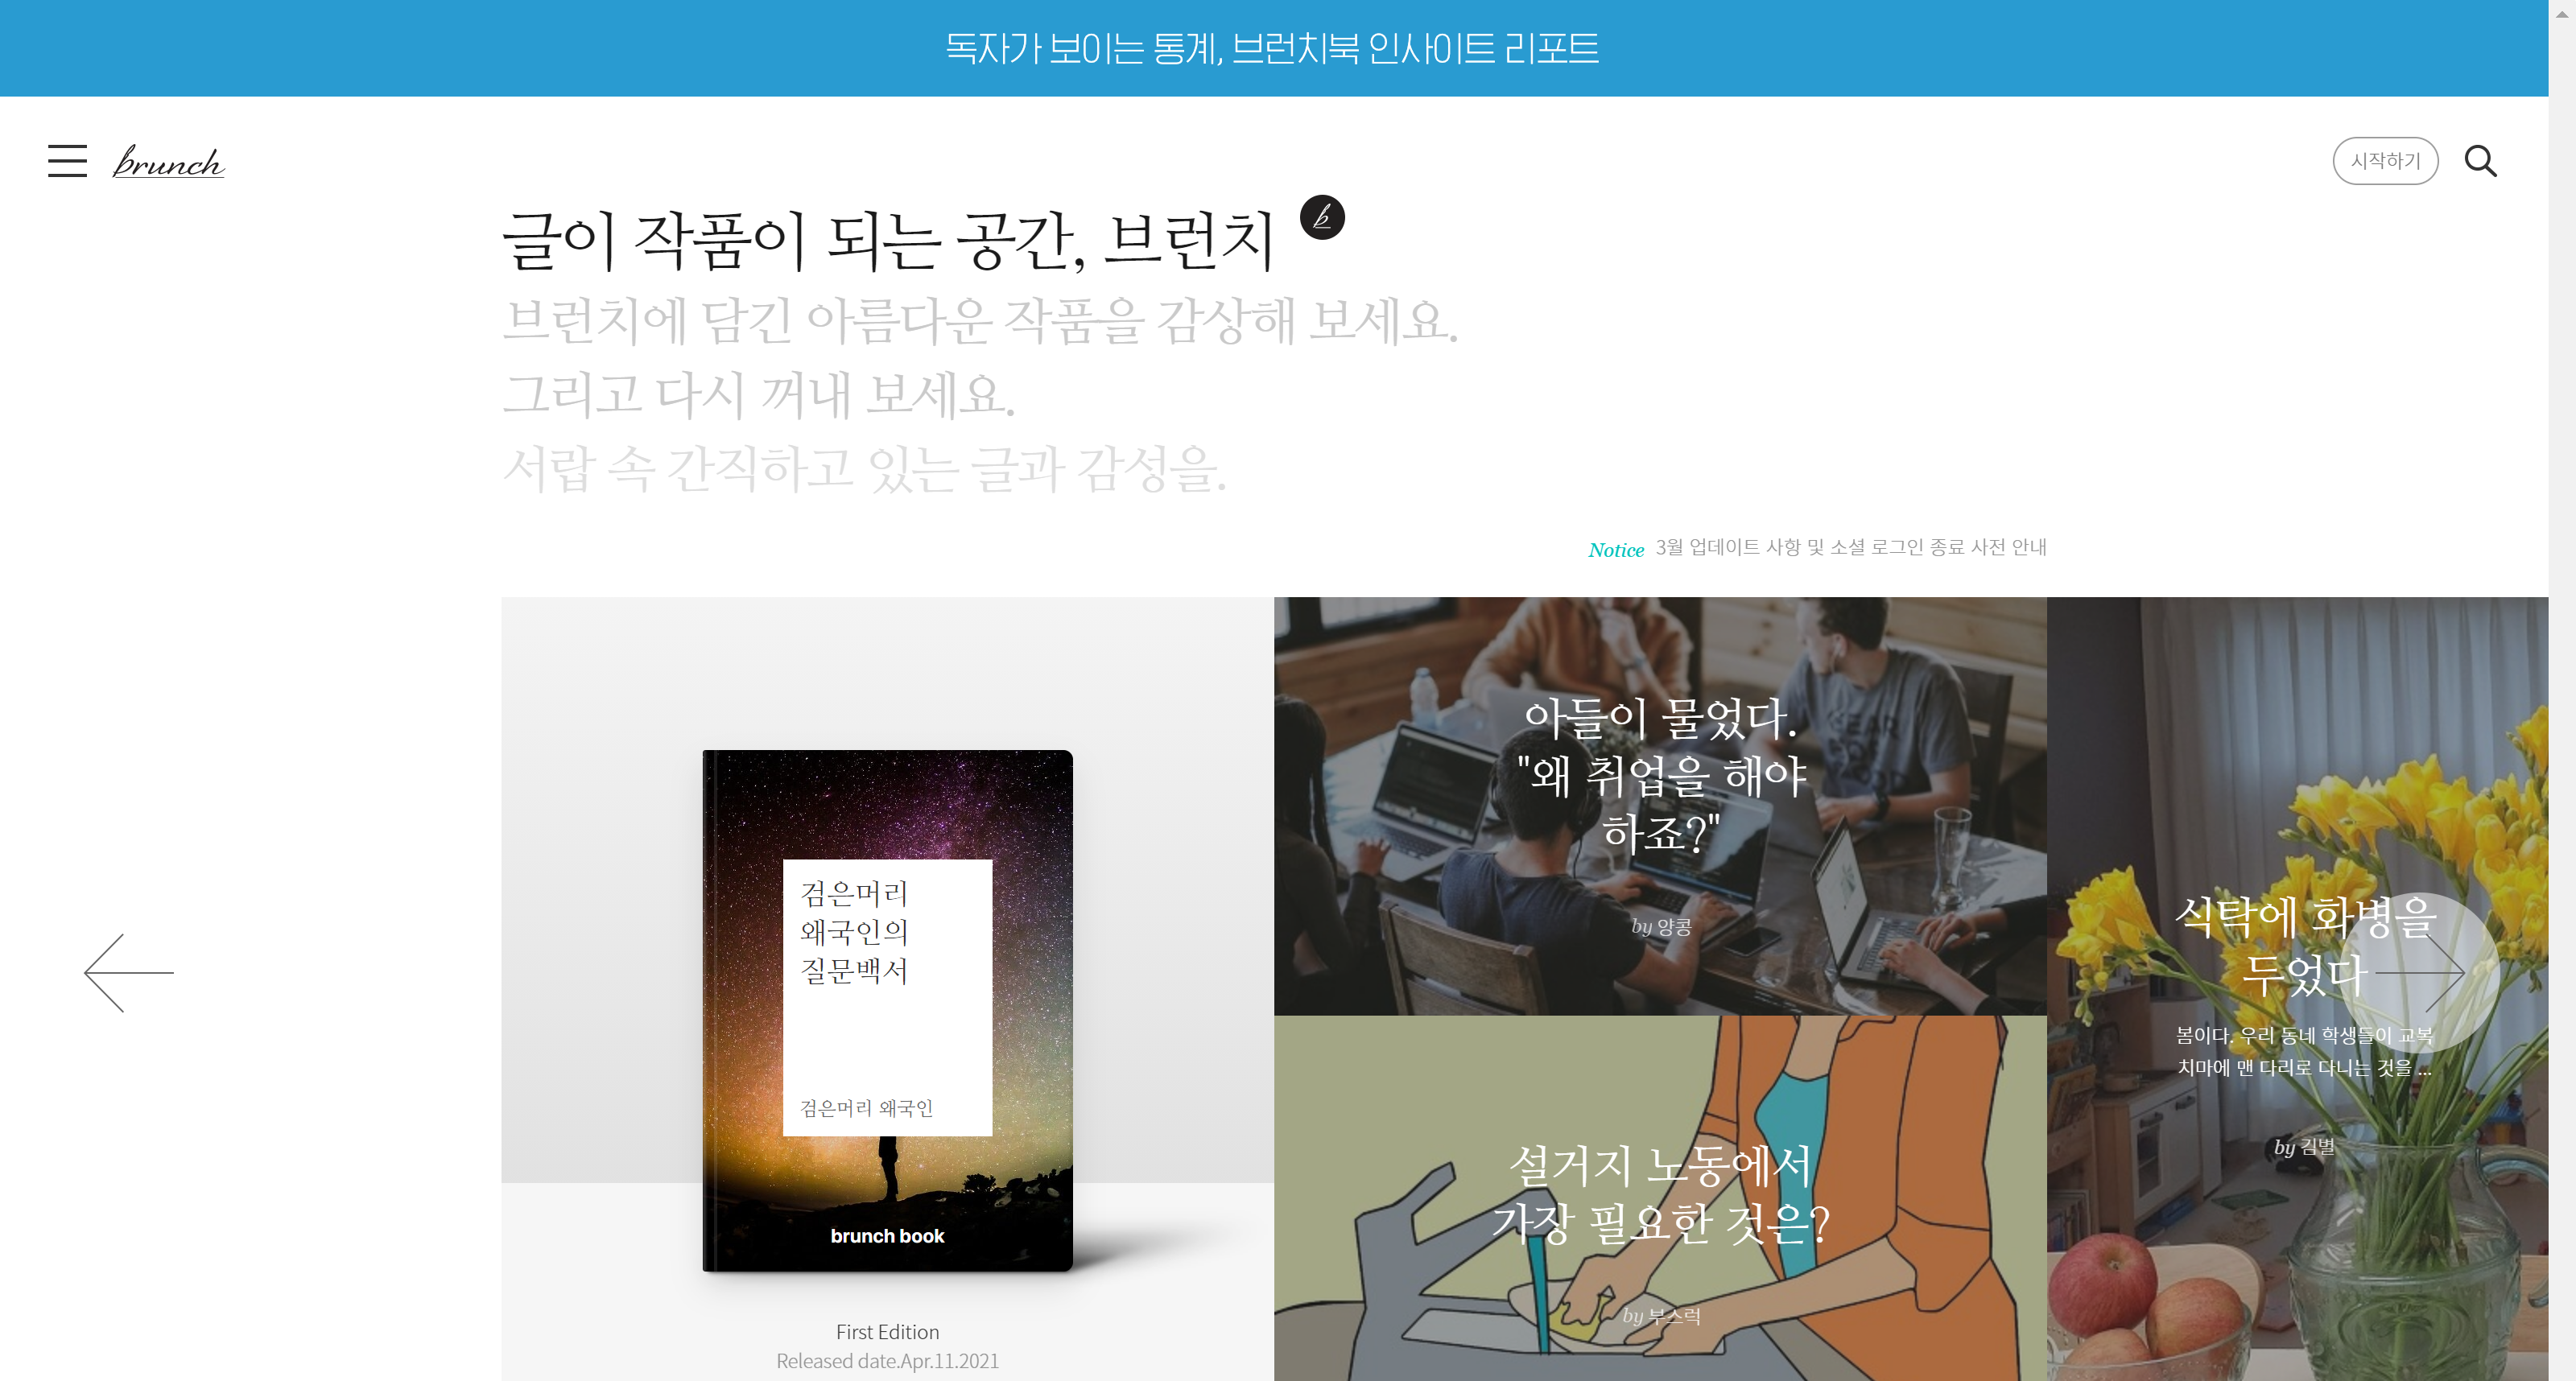 독자가 보이는 통계, 브런치북 인사이트 리포트
brunch
시작하기
글이 작품이 되는 공간, 브런치
b
브런치에 담긴 아름다운 작품을 감상해 보세요.
그리고 다시 꺼내 보세요.
서랍 속 간직하고 있는 글과 감성을.
Notice 3월 업데이트 사항 및 소셜 로그인 종료 사전 안내
검은머리
왜국인의
질문백서
검은머리 왜국인
brunch book
First Edition
Released date.Apr.11.2021
아들이 물었다.
"왜 취업을 해야
하죠?"
by 양콩
설거지 노동에서
가장 필요한 것은?
by 부스럭
식탁에 화병을
두었다
봄이다. 우리 동네 학생들이 교복
치마에 맨 다리로 다니는 것을 ...
by 김별